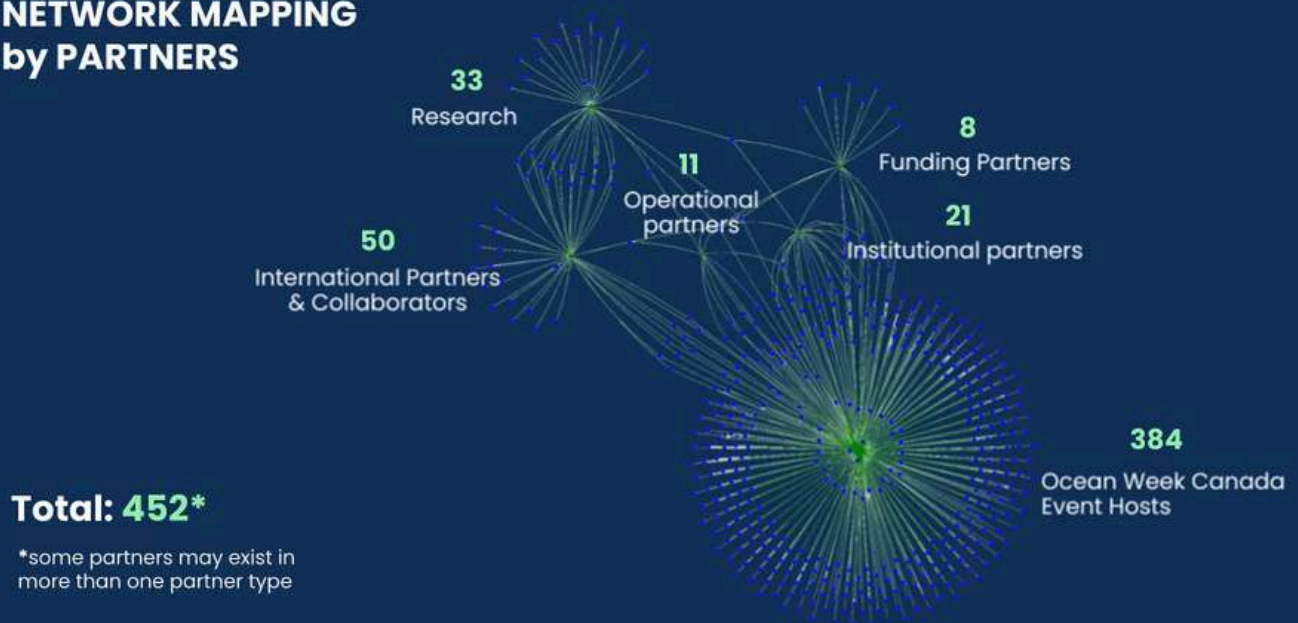 NETWORK MAPPING
by PARTNERS
33
Research
8
Funding Partners
11
Operational
partners
21
Institutional partners
50
International Partners
& Collaborators
384
Ocean Week Canada
Event Hosts
Total: 452*
*some partners may exist in
more than one partner type